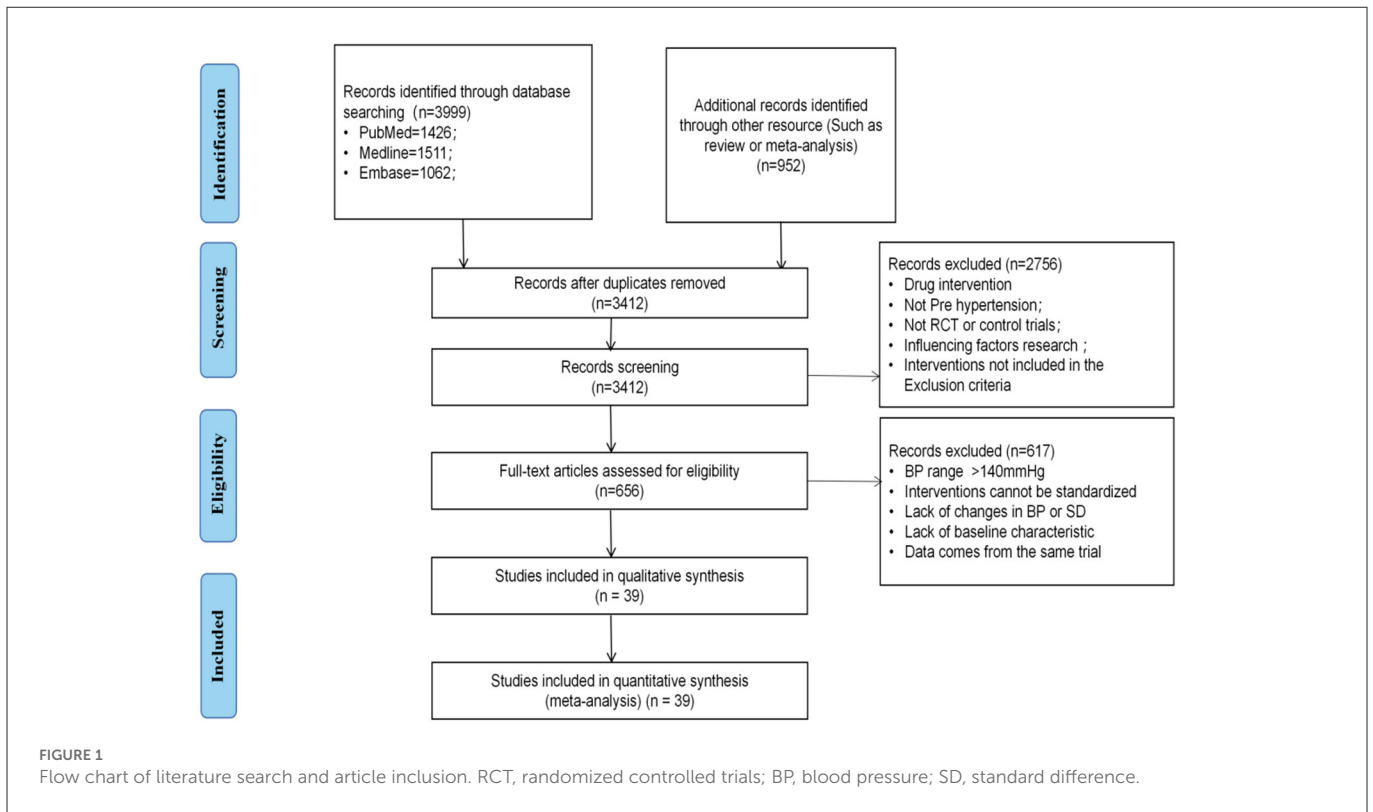 Identification
Records identified through database
searching (n=3999)
• PubMed=1426;
• Medline=1511;
• Embase=1062;
Additional records identified
through other resource (Such as
review or meta-analysis)
(n=952)
Screening
Records after duplicates removed
(n=3412)
Records screening
(n=3412)
Records excluded (n=2756)
• Drug intervention
• Not Pre hypertension;
• Not RCT or control trials;
• Influencing factors research ;
• Interventions not included in the
Exclusion criteria
Eligibility
Full-text articles assessed for eligibility
(n=656)
Records excluded (n=617)
• BP range >140mmHg
• Interventions cannot be standardized
• Lack of changes in BP or SD
• Lack of baseline characteristic
• Data comes from the same trial
Included
Studies included in qualitative synthesis
(n = 39)
Studies included in quantitative synthesis
(meta-analysis) (n = 39)
FIGURE 1
Flow chart of literature search and article inclusion. RCT, randomized controlled trials; BP, blood pressure; SD, standard difference.